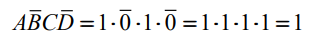 AB̅CD̅ = 1·0̅·1·0̅ = 1·1·1·1 = 1